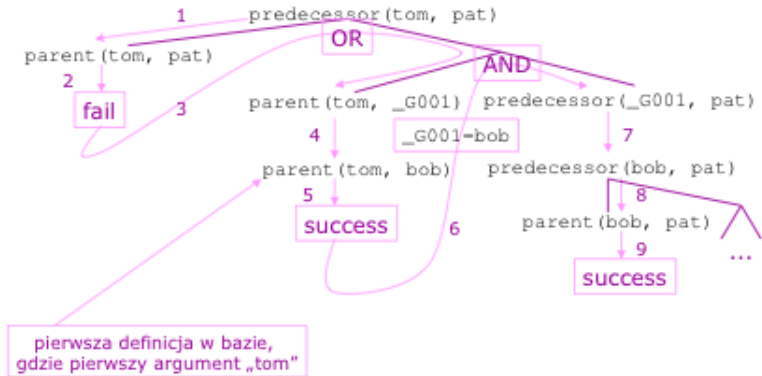 1
predecessor(tom, pat)
OR
parent(tom, pat)
AND
2
fail
3
parent(tom, _G001)
predecessor(_G001, pat)
4
_G001=bob
7
parent(tom, bob)
predecessor(bob, pat)
5
8
success
6
parent(bob, pat)
9
...
success
pierwsza definicja w bazie,
gdzie pierwszy argument „tom”